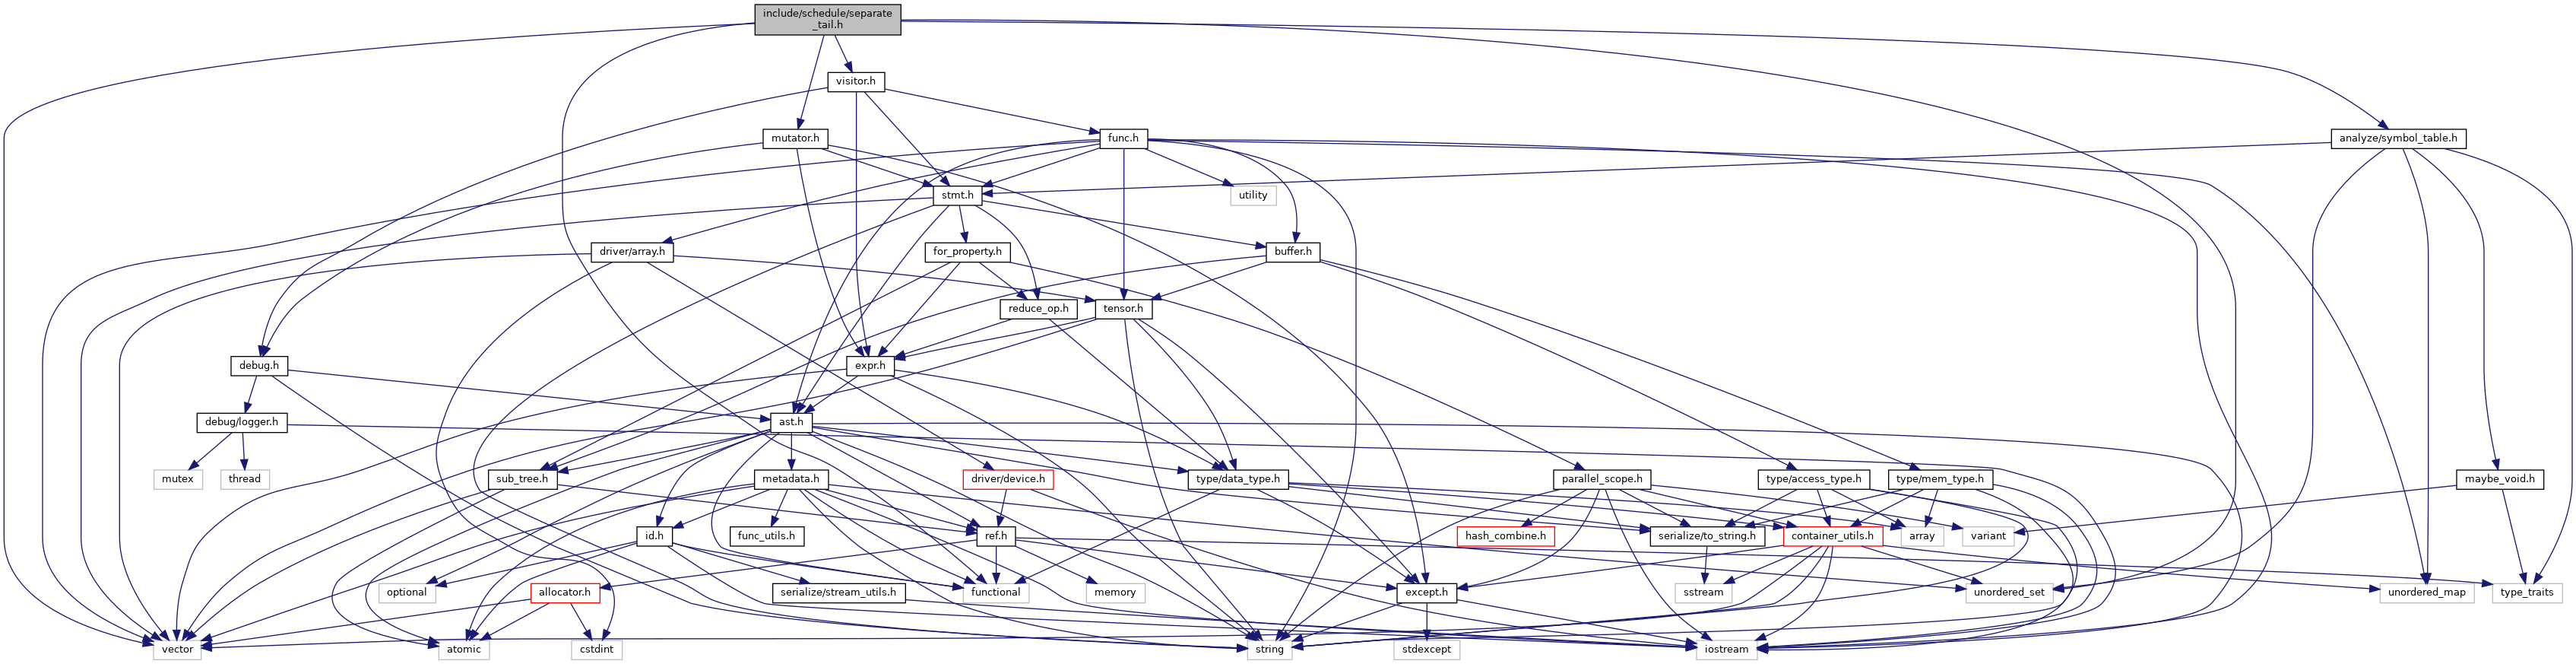 include/schedule/separate
_tail.h
visitor.h
mutator.h
func.h
analyze/symbol_table.h
stmt.h
utility
driver/array.h
for_property.h
buffer.h
reduce_op.h
tensor.h
debug.h
expr.h
debug/logger.h
ast.h
mutex
thread
sub_tree.h
metadata.h
driver/device.h
type/data_type.h
parallel_scope.h
type/access_type.h
type/mem_type.h
maybe_void.h
id.h
func_utils.h
ref.h
hash_combine.h
serialize/to_string.h
container_utils.h
array
variant
optional
allocator.h
serialize/stream_utils.h
functional
memory
except.h
sstream
unordered_set
unordered_map
type_traits
vector
atomic
cstdint
string
stdexcept
iostream